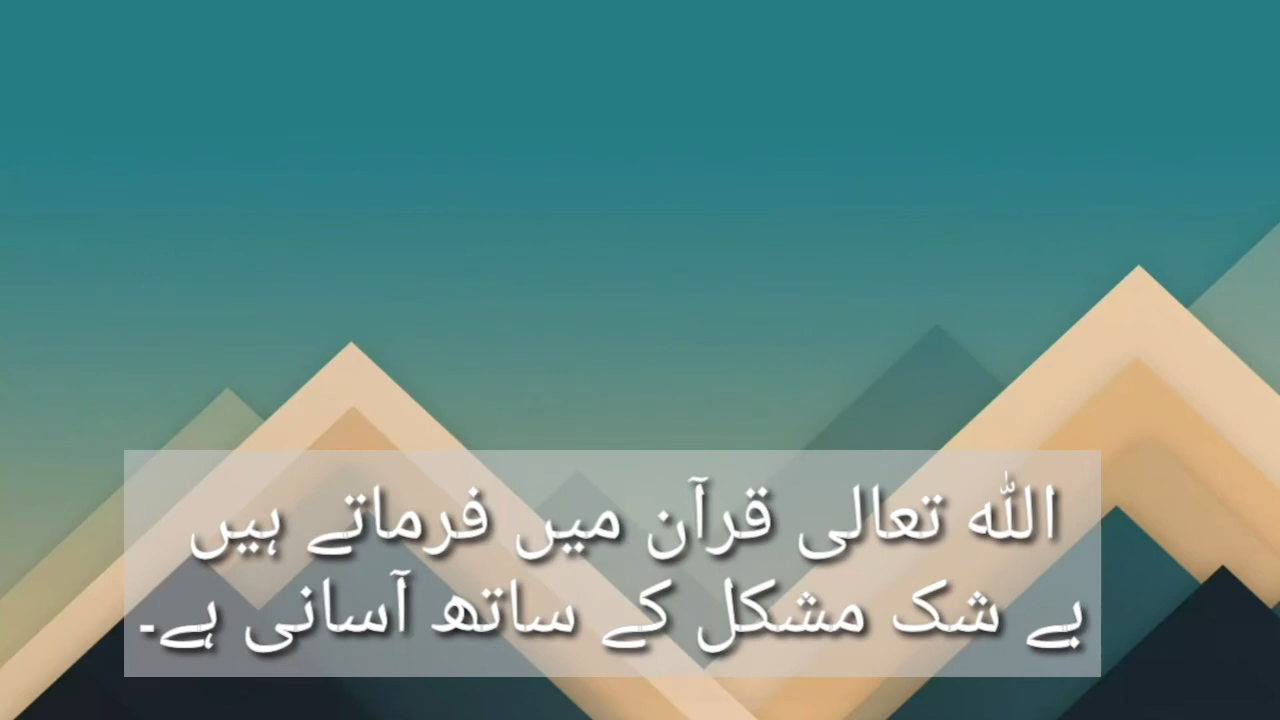 اللہ تعالی قرآن میں فرماتے ہیں
بے شک مشکل کے ساتھ آسانی ہے۔